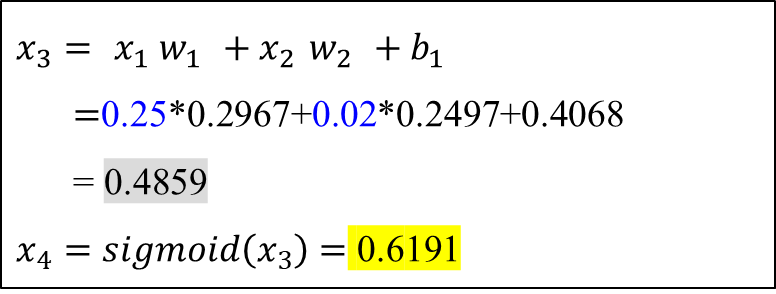 x₃ = x₁ w₁ + x₂ w₂ + b₁
=0.25*0.2967+0.02*0.2497+0.4068
= 0.4859
x₄ = sigmoid(x₃) = 0.6191